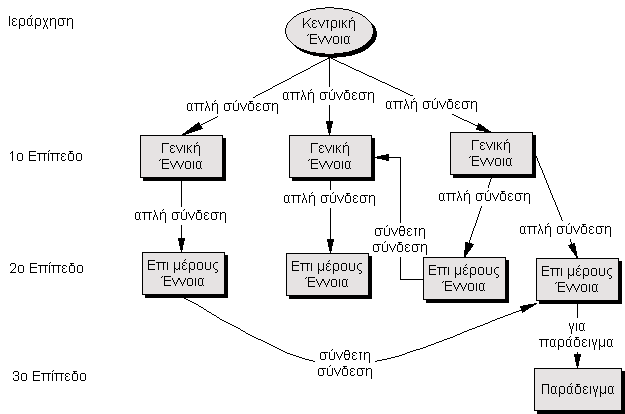 Ιεράρχηση
Κεντρική
Έννοια
απλή σύνδεση
απλή σύνδεση
απλή σύνδεση
1ο Επίπεδο
Γενική
Έννοια
Γενική
Έννοια
Γενική
Έννοια
απλή σύνδεση
απλή σύνδεση
απλή σύνδεση
απλή σύνδεση
σύνθετη
σύνδεση
2ο Επίπεδο
Επι μέρους
Έννοια
Επι μέρους
Έννοια
Επι μέρους
Έννοια
Επι μέρους
Έννοια
για
παράδειγμα
σύνθετη
σύνδεση
3ο Επίπεδο
Παράδειγμα